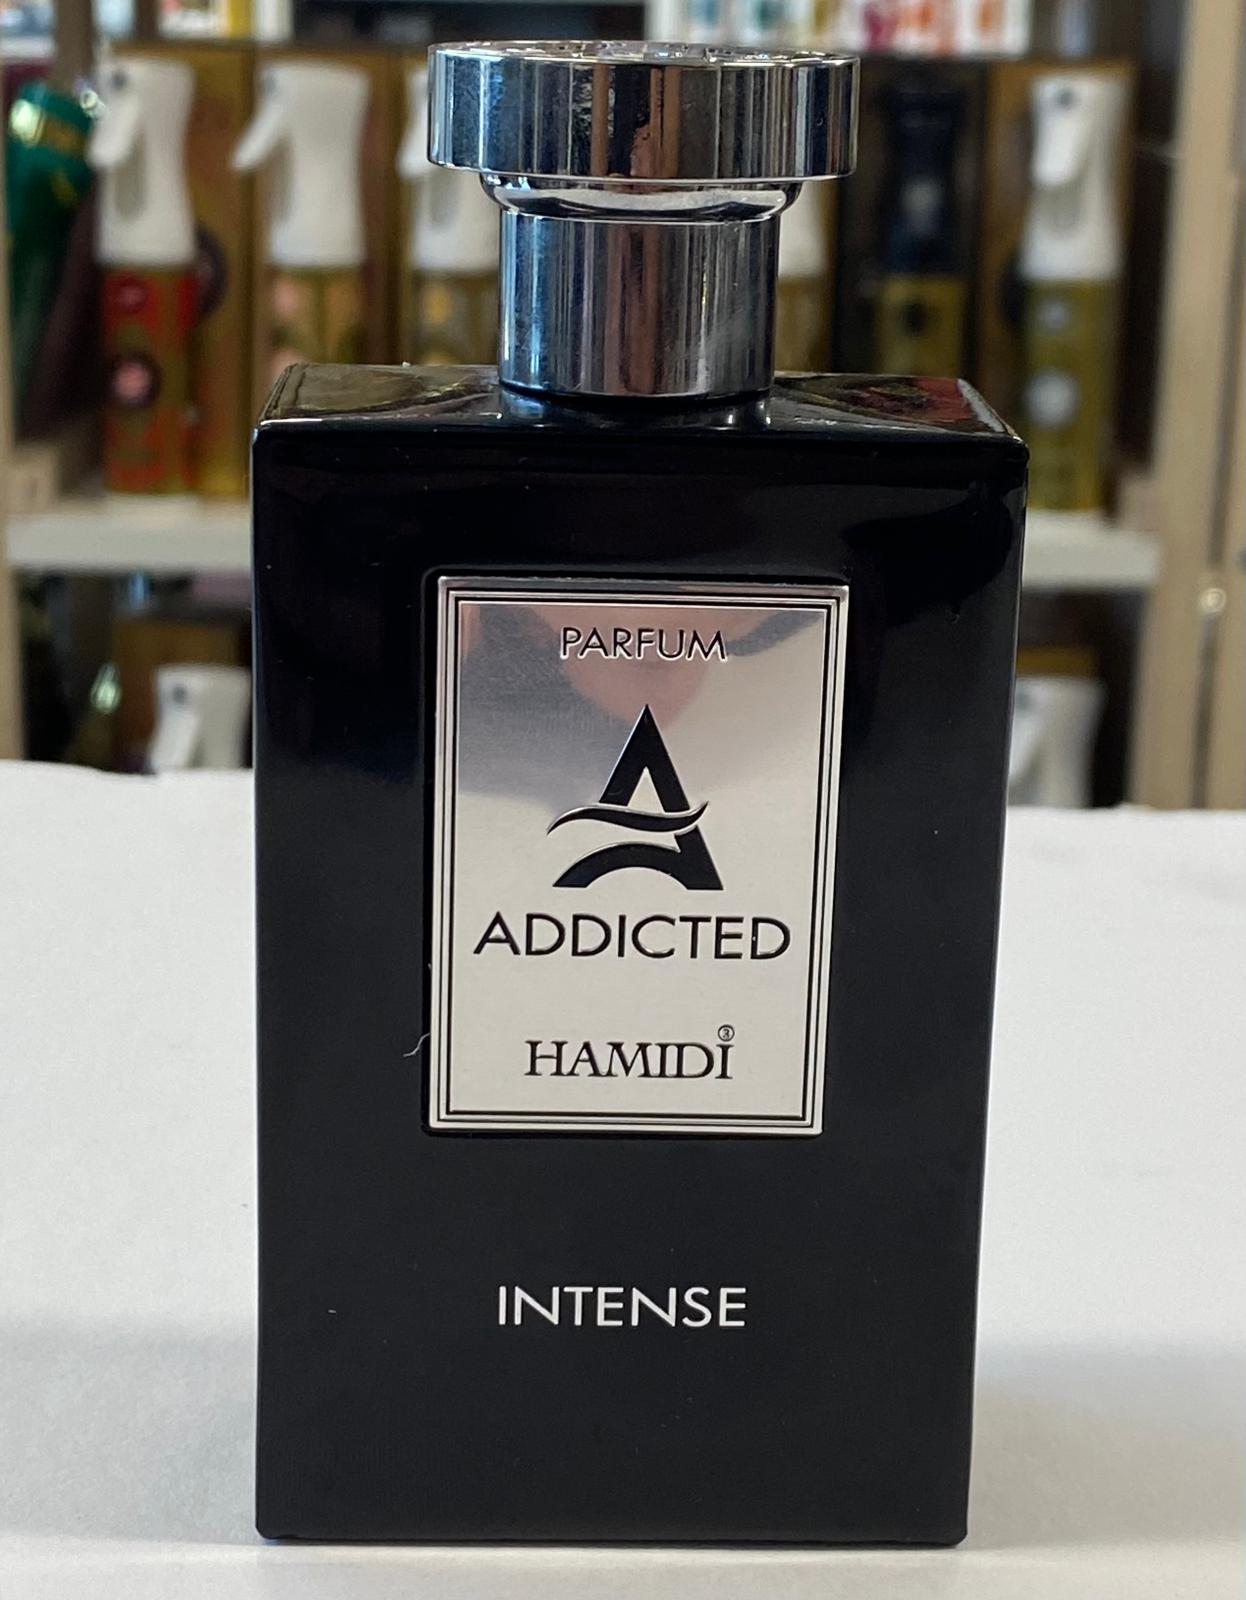 PARFUM
A
ADDICTED
HAMIDI®
INTENSE